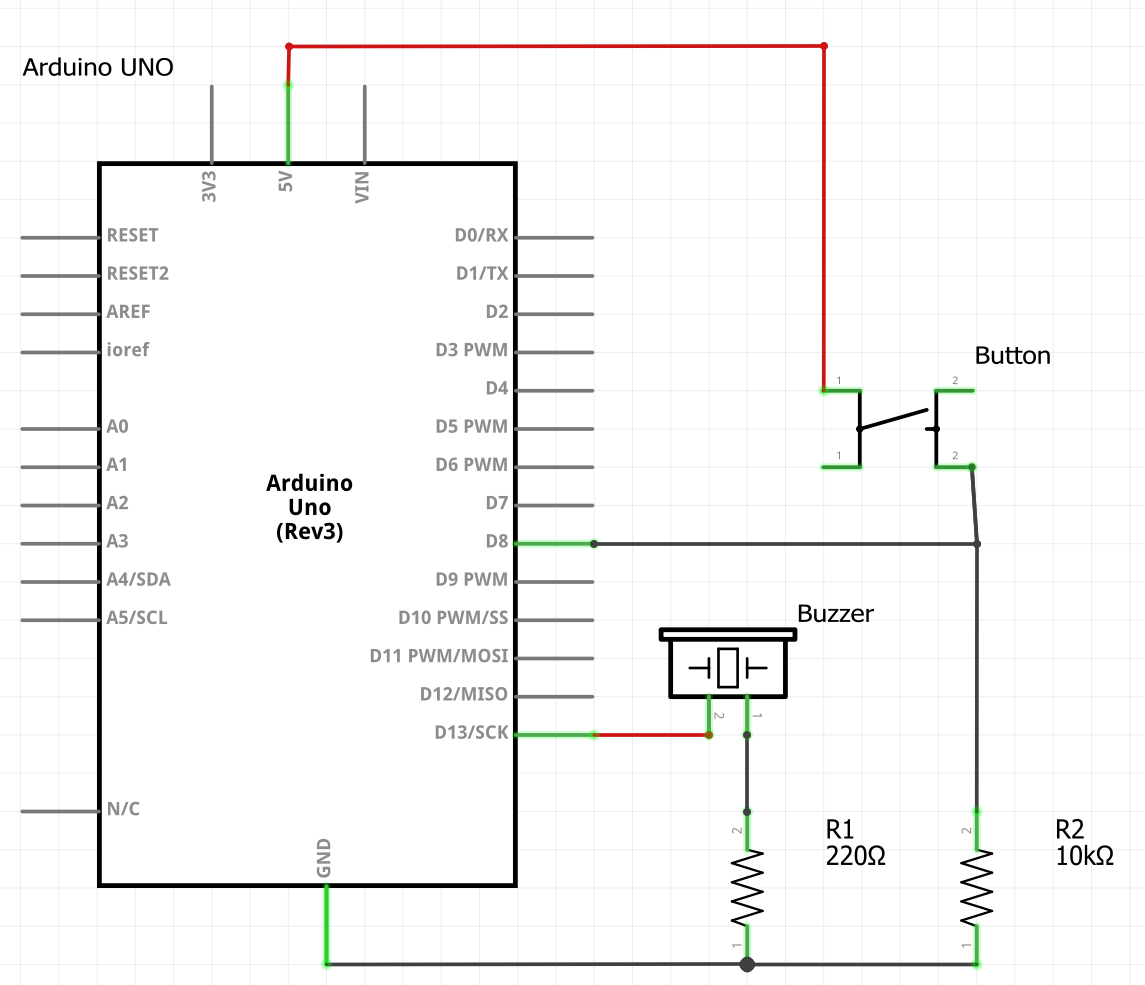 Arduino UNO
3V3
5V
VIN
RESET
D0/RX
RESET2
D1/TX
AREF
D2
ioref
D3 PWM
Button
D4
1
2
A0
D5 PWM
A1
D6 PWM
1
2
Arduino
Uno
(Rev3)
A2
D7
A3
D8
A4/SDA
D9 PWM
A5/SCL
D10 PWM/SS
Buzzer
D11 PWM/MOSI
D12/MISO
2
1
D13/SCK
N/C
GND
2
R1
220Ω
2
R2
10kΩ
1
1